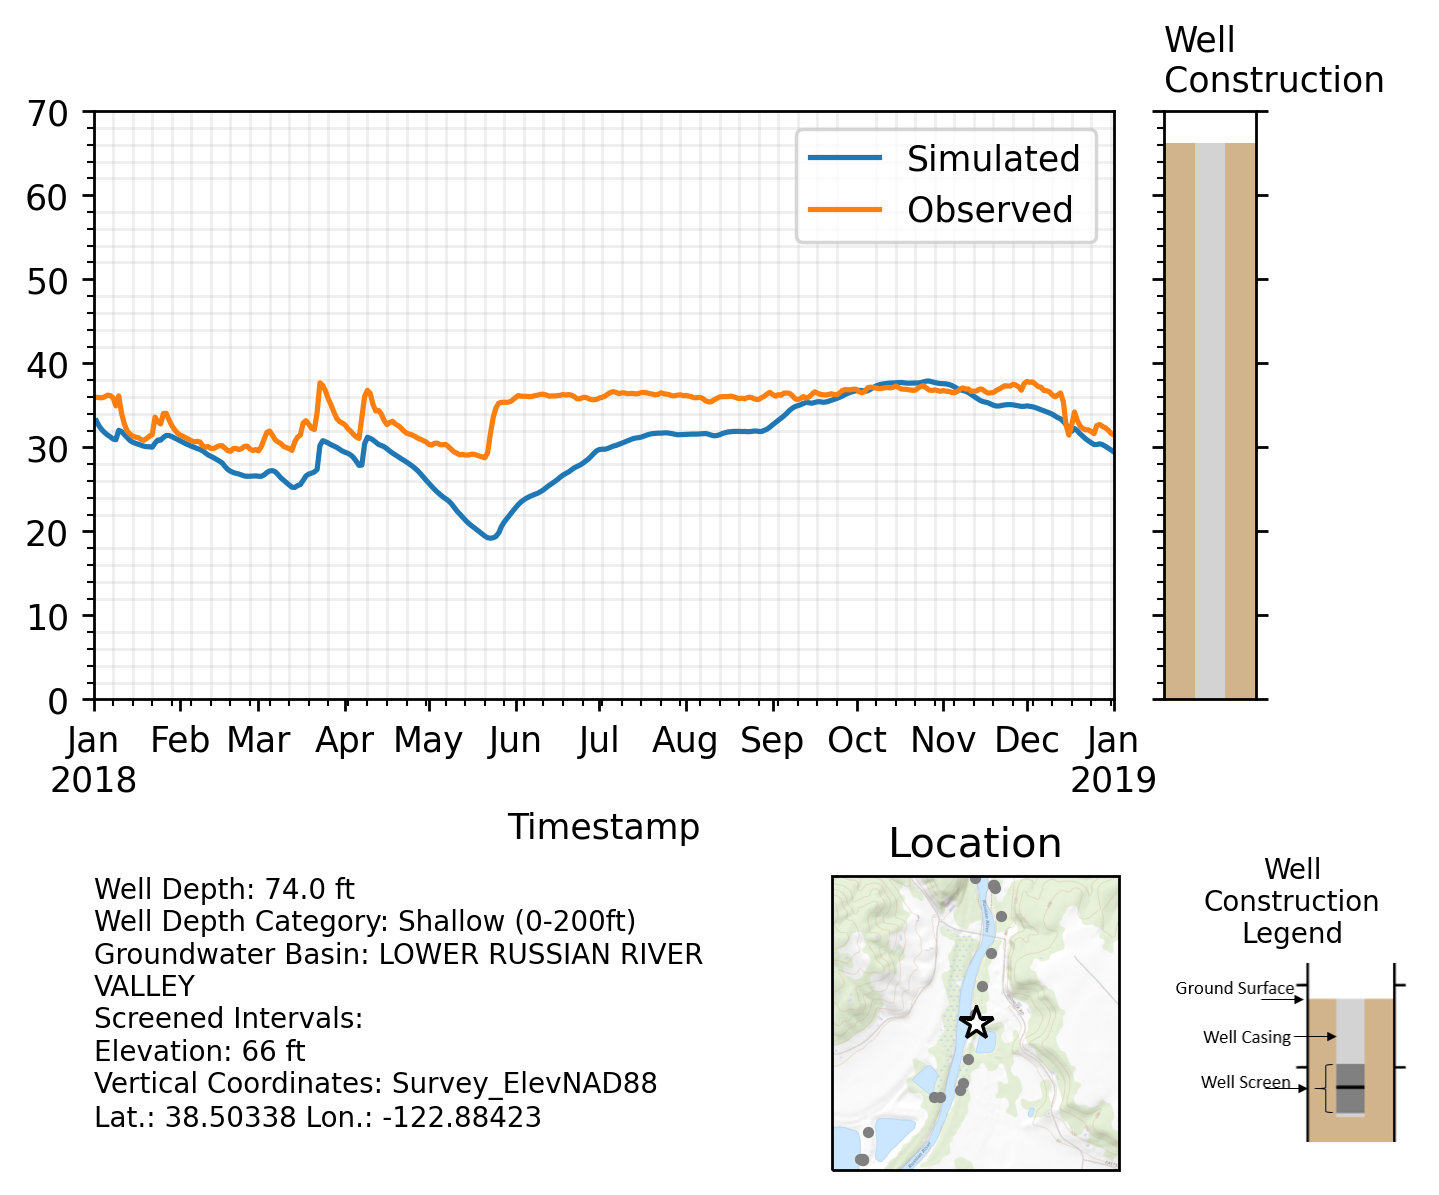 Well
Construction
70
60
50
40
30
20
10
0
Simulated
Observed
Jan Feb Mar Apr May Jun Jul Aug Sep Oct Nov Dec Jan
2018 2019
Timestamp
Well Depth: 74.0 ft
Well Depth Category: Shallow (0-200ft)
Groundwater Basin: LOWER RUSSIAN RIVER
VALLEY
Screened Intervals:
Elevation: 66 ft
Vertical Coordinates: Survey_ElevNAD88
Lat.: 38.50338 Lon.: -122.88423
Location
Well
Construction
Legend
Ground Surface
Well Casing
Well Screen